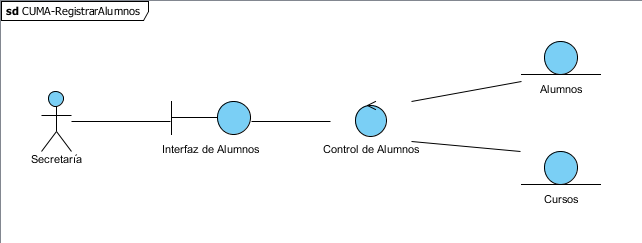 sd CUMA-RegistrarAlumnos
Alumnos
Secretaría
Interfaz de Alumnos
Control de Alumnos
Cursos